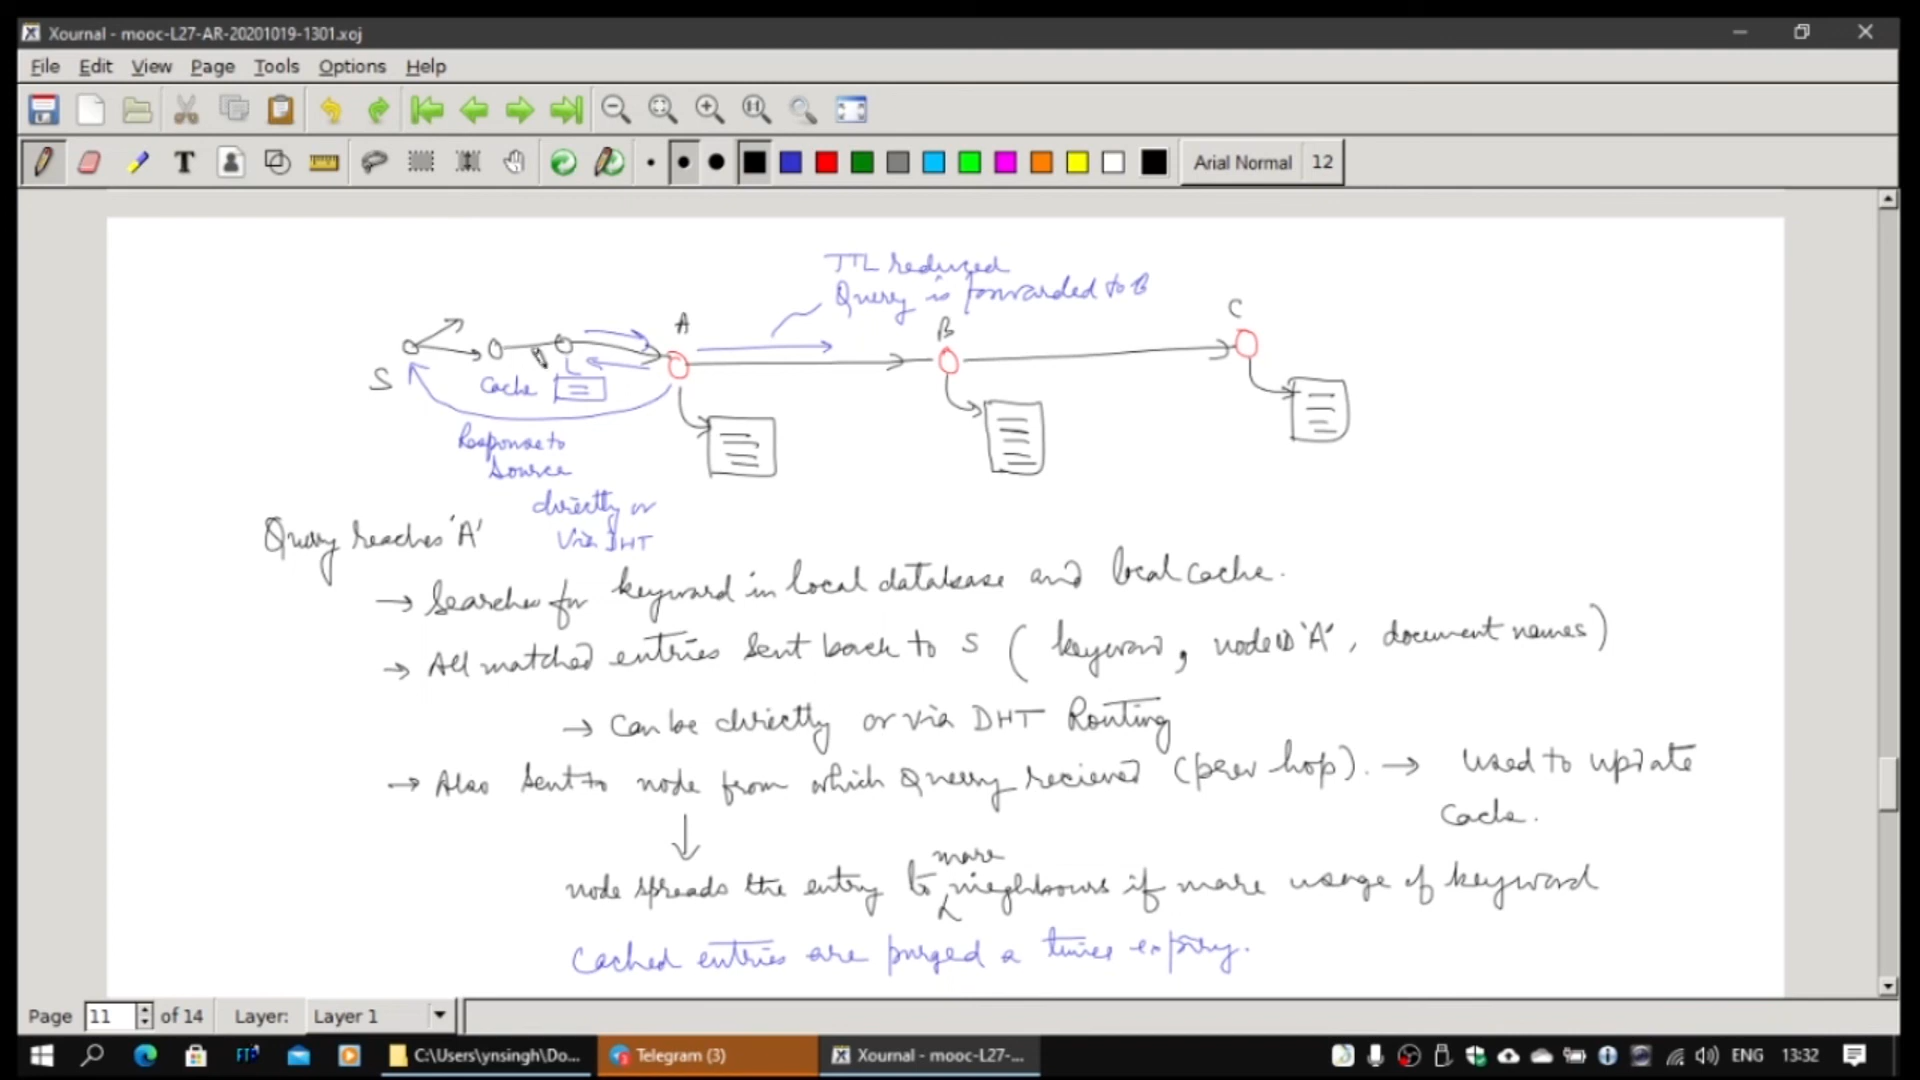 Xournal - mooc-L27-AR-20201019-1301.xoj
File Edit View Page Tools Options Help
Arial Normal 12
TTL reduced
Query is forwarded to B
A
B
C
S
Cache
Response to
Source
directly or
Via DHT
Query reaches 'A'
→ Searches for keyword in local database and local cache.
→ All matched entries sent back to S ( keyword, node ID 'A', document names)
→ Can be directly or via DHT Routing
→ Also sent to node from which Query recieved (prev hop). → used to update
Cache.
more
node spreads the entry to nieghbours if more usage of keyword
Cached entries are purged a timer expiry.
Page 11 of 14 Layer: Layer 1
C:\Users\ynsingh\Do... Telegram (3) Xournal - mooc-L27-... ENG 13:32